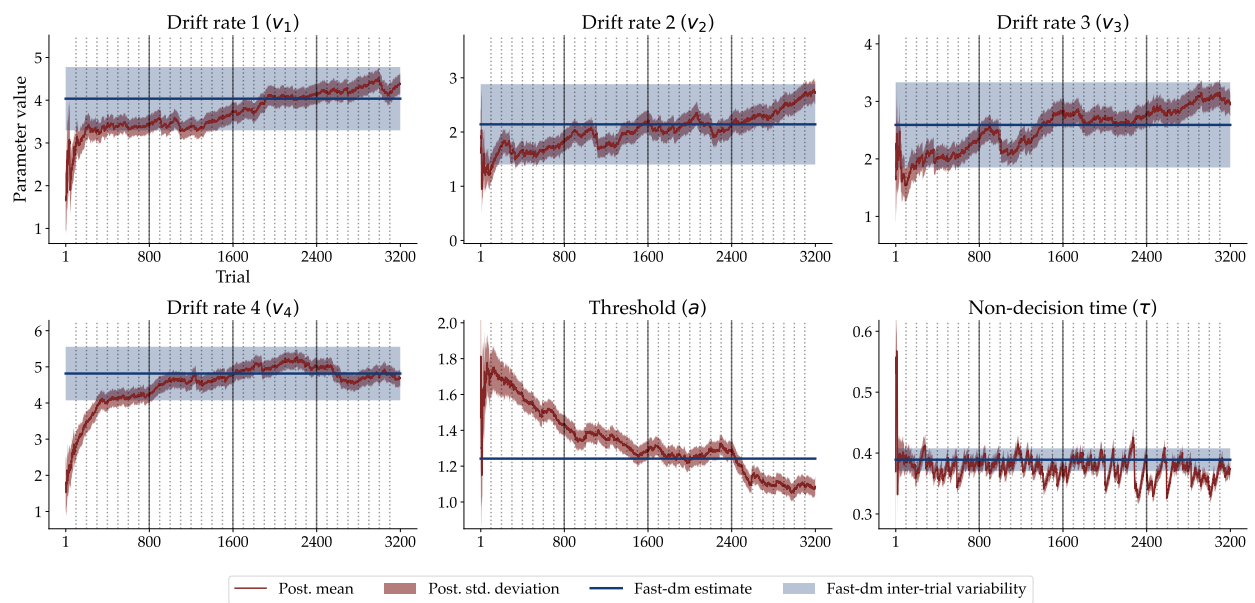 Drift rate 1 (v₁)
Drift rate 2 (v₂)
Drift rate 3 (v₃)
Parameter value
5
4
3
2
1
3
2
1
0
4
3
2
1
1 800 1600 2400 3200
1 800 1600 2400 3200
1 800 1600 2400 3200
Trial
Drift rate 4 (v₄)
Threshold (a)
Non-decision time (τ)
6
5
4
3
2
1
2.0
1.8
1.6
1.4
1.2
1.0
0.6
0.5
0.4
0.3
1 800 1600 2400 3200
1 800 1600 2400 3200
1 800 1600 2400 3200
Post. mean
Post. std. deviation
Fast-dm estimate
Fast-dm inter-trial variability